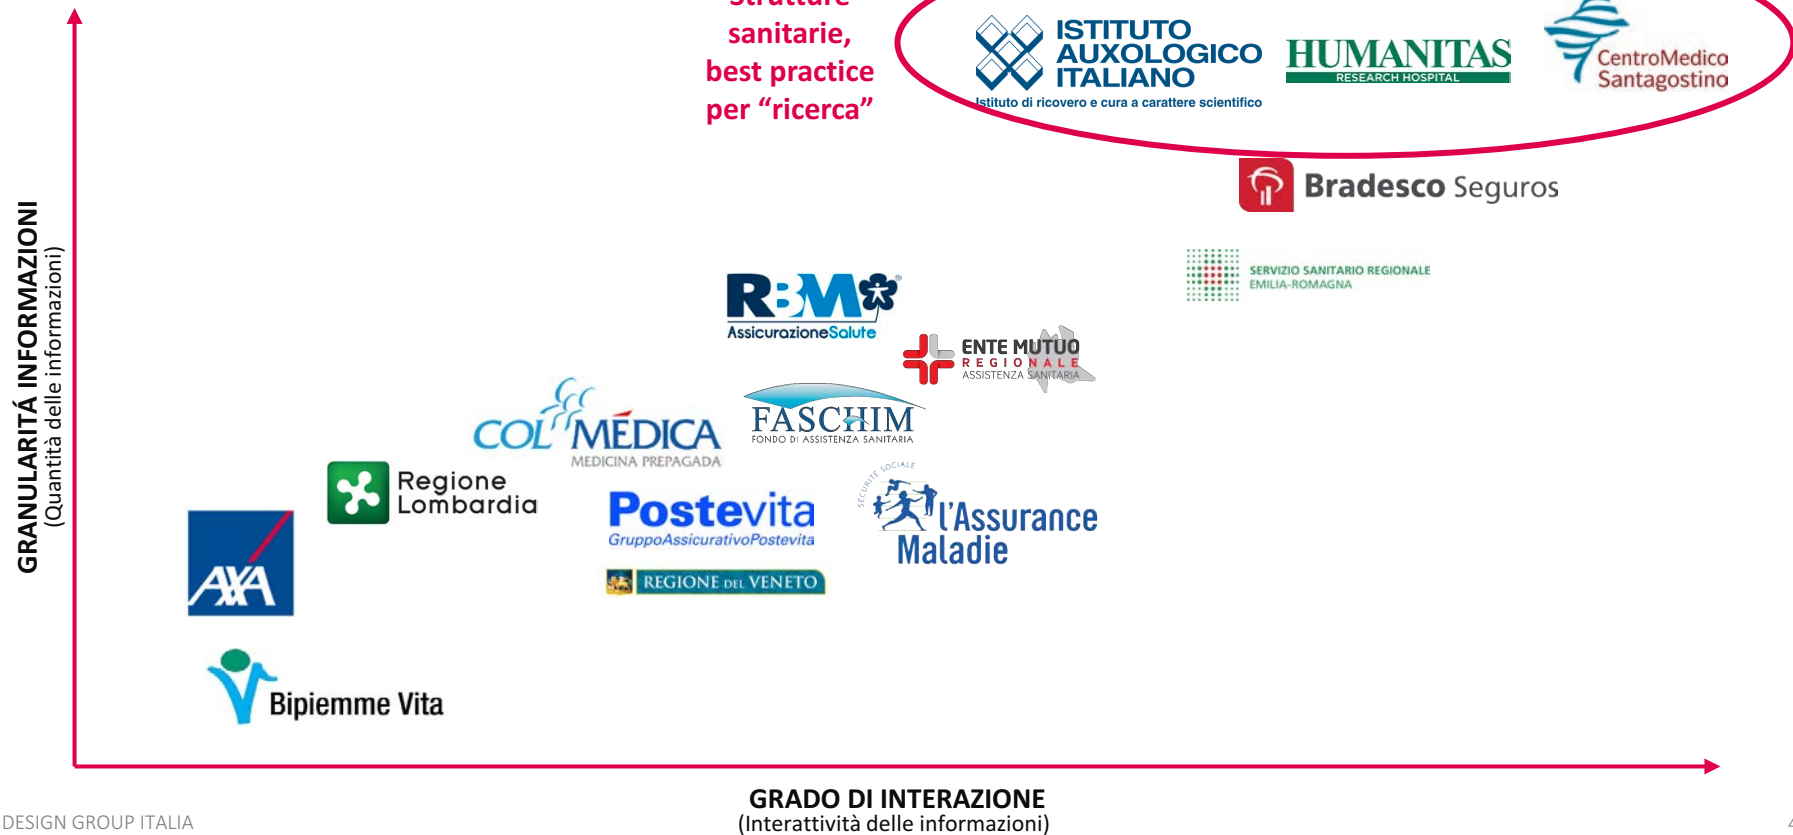 Strutture
sanitarie,
best practice
per “ricerca”
ISTITUTO
AUXOLOGICO
ITALIANO
Istituto di ricovero e cura a carattere scientifico
HUMANITAS
RESEARCH HOSPITAL
CentroMedico
Santagostino
Bradesco Seguros
SERVIZIO SANITARIO REGIONALE
EMILIA-ROMAGNA
RBM
AssicurazioneSalute
ENTE MUTUO
REGIONALE
ASSISTENZA SANITARIA
FASCHIM
FONDO DI ASSISTENZA SANITARIA
COLMÉDICA
MEDICINA PREPAGADA
Regione
Lombardia
Postevita
GruppoAssicurativoPostevita
SÉCURITÉ SOCIALE
l'Assurance
Maladie
REGIONE DEL VENETO
AXA
Bipiemme Vita
GRANULARITÁ INFORMAZIONI
(Quantità delle informazioni)
GRADO DI INTERAZIONE
(Interattività delle informazioni)
DESIGN GROUP ITALIA
4